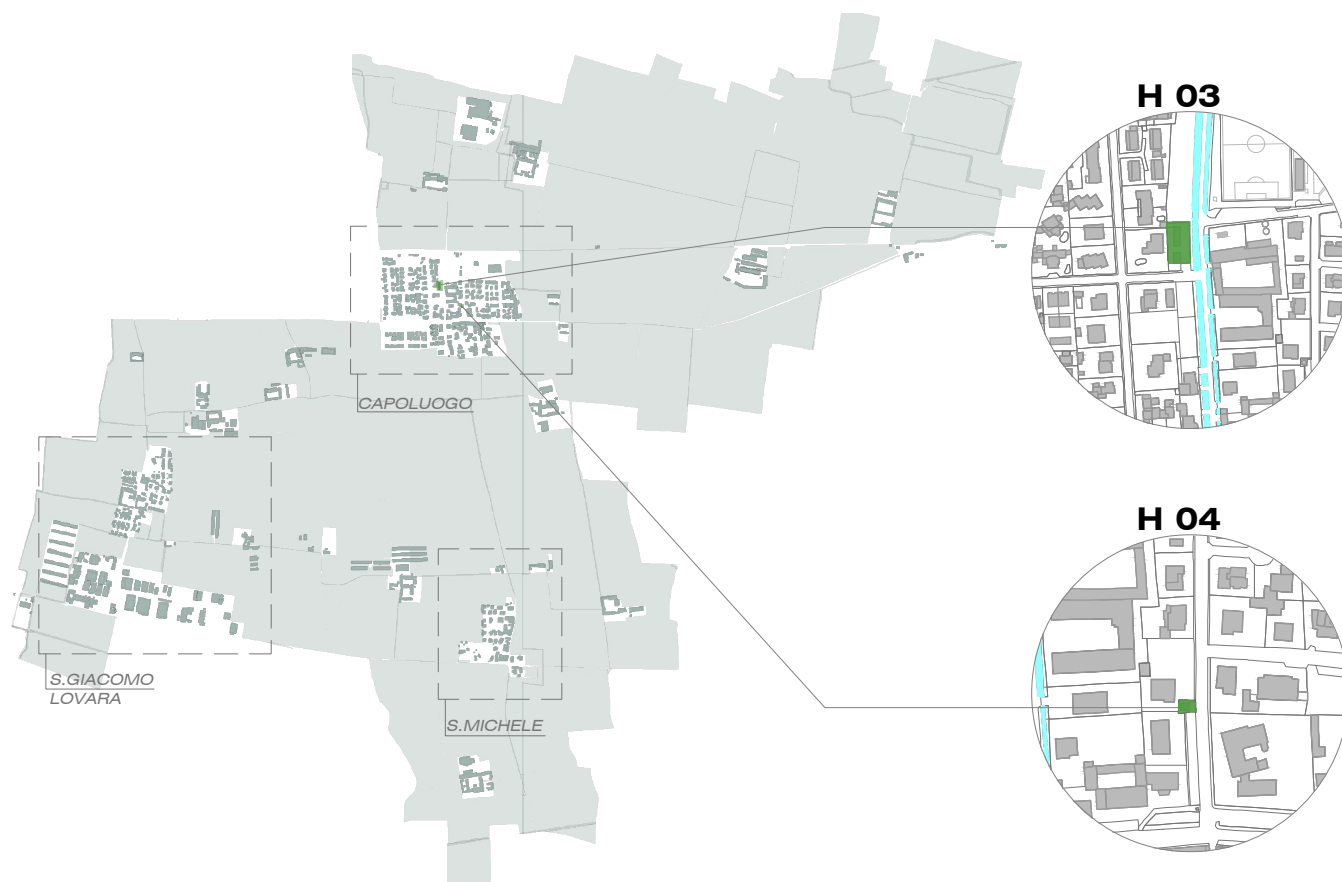 H 03
CAPOLUOGO
H 04
S.GIACOMO
LOVARA
S.MICHELE